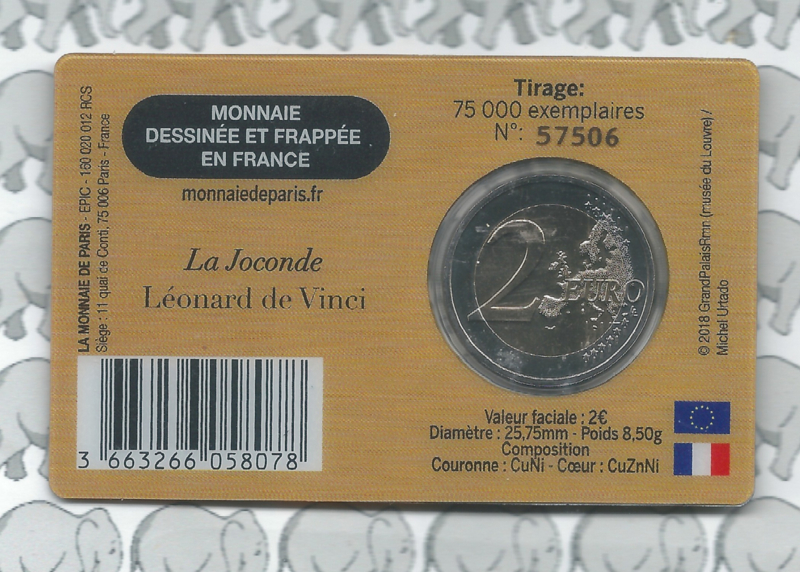 LA MONNAIE DE PARIS - EPIC - 160 020 012 RCS
Siège : 11 quai de Conti, 75 006 Paris - France
MONNAIE
DESSINÉE ET FRAPPÉE
EN FRANCE
monnaiedeparis.fr
La Joconde
Léonard de Vinci
3 663266 058078
Tirage:
75 000 exemplaires
N°: 57506
2 EURO
© 2018 GrandPalaisRmn (musée du Louvre) /
Michel Urtado
Valeur faciale : 2€
Diamètre : 25,75mm - Poids 8,50g
Composition
Couronne : CuNi - Cœur : CuZnNi